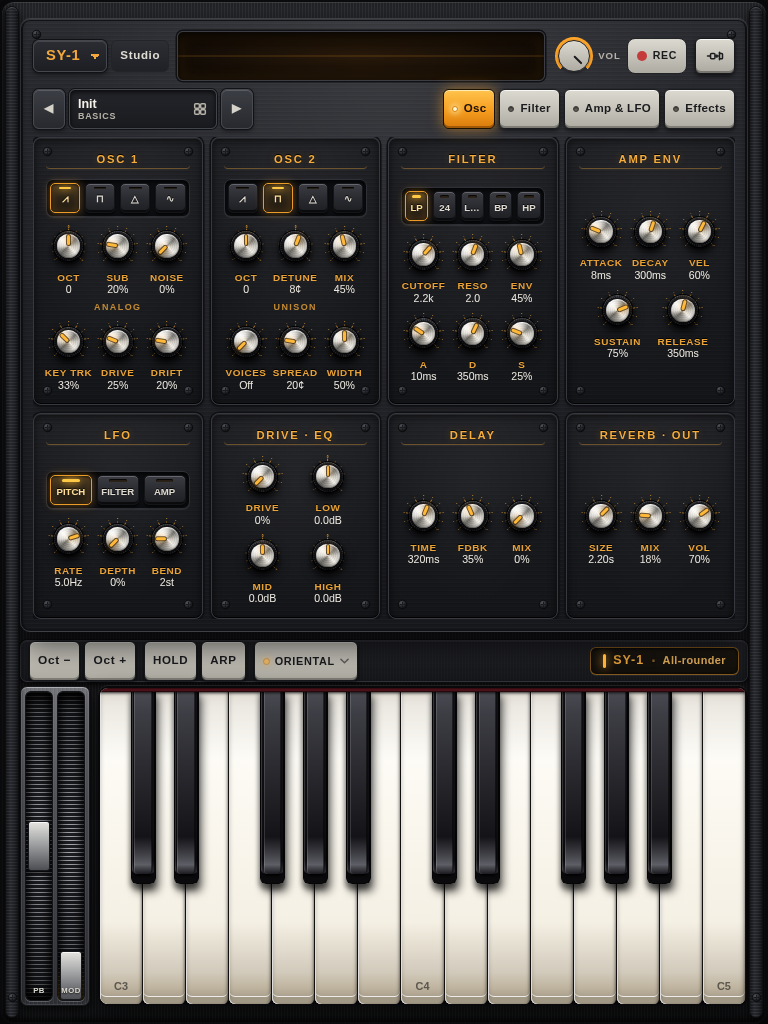 SY-1 Studio VOL REC
Init
BASICS
Osc Filter Amp & LFO Effects
OSC 1 OSC 2 FILTER AMP ENV
LP 24 L... BP HP
OCT SUB NOISE
0 20% 0%
ANALOG
KEY TRK DRIVE DRIFT
33% 25% 20%
OCT DETUNE MIX
0 8¢ 45%
UNISON
VOICES SPREAD WIDTH
Off 20¢ 50%
CUTOFF RESO ENV
2.2k 2.0 45%
A D S
10ms 350ms 25%
ATTACK DECAY VEL
8ms 300ms 60%
SUSTAIN RELEASE
75% 350ms
LFO DRIVE · EQ DELAY REVERB · OUT
PITCH FILTER AMP
RATE DEPTH BEND
5.0Hz 0% 2st
DRIVE LOW
0% 0.0dB
MID HIGH
0.0dB 0.0dB
TIME FDBK MIX
320ms 35% 0%
SIZE MIX VOL
2.20s 18% 70%
Oct − Oct + HOLD ARP ORIENTAL SY-1 · All-rounder
PB MOD
C3 C4 C5